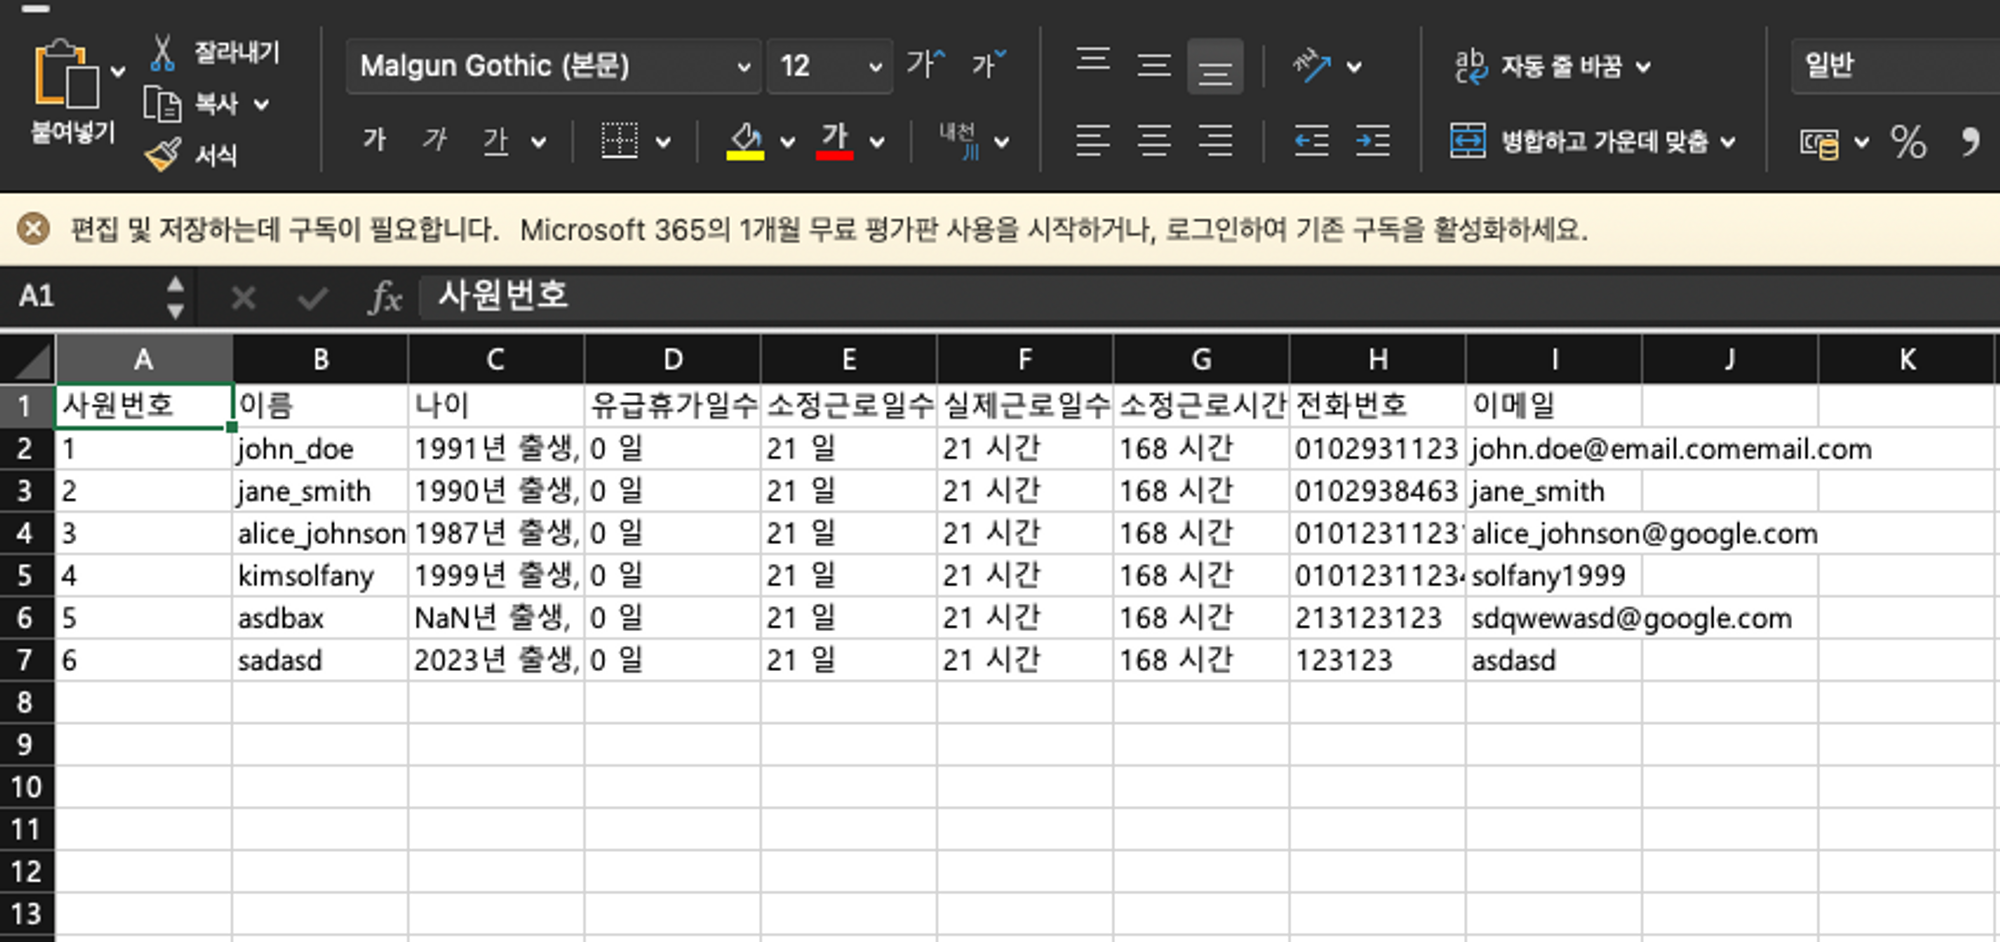 잘라내기
복사
붙여넣기
서식
Malgun Gothic (본문) 12 가 가
가 가 가 가 내천 川
ab c 자동 줄 바꿈
병합하고 가운데 맞춤
일반
% ,
편집 및 저장하는데 구독이 필요합니다. Microsoft 365의 1개월 무료 평가판 사용을 시작하거나, 로그인하여 기존 구독을 활성화하세요.
A1 fx 사원번호
A B C D E F G H I J K
1 사원번호 이름 나이 유급휴가일수 소정근로일수 실제근로일수 소정근로시간 전화번호 이메일
2 1 john_doe 1991년 출생, 0 일 21 일 21 시간 168 시간 0102931123 john.doe@email.comemail.com
3 2 jane_smith 1990년 출생, 0 일 21 일 21 시간 168 시간 0102938463 jane_smith
4 3 alice_johnson 1987년 출생, 0 일 21 일 21 시간 168 시간 01012311231 alice_johnson@google.com
5 4 kimsolfany 1999년 출생, 0 일 21 일 21 시간 168 시간 01012311234 solfany1999
6 5 asdbax NaN년 출생, 0 일 21 일 21 시간 168 시간 213123123 sdqwewasd@google.com
7 6 sadasd 2023년 출생, 0 일 21 일 21 시간 168 시간 123123 asdasd
8
9
10
11
12
13